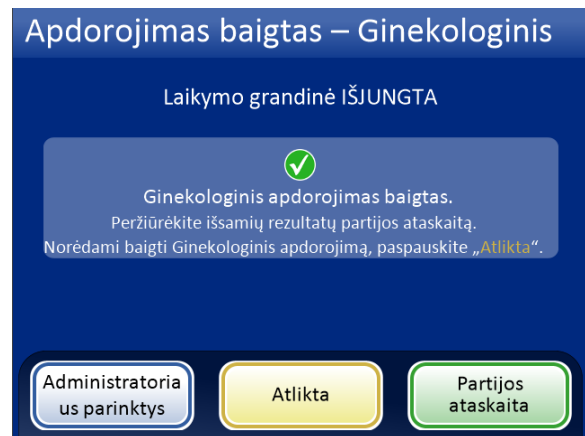 Apdorojimas baigtas – Ginekologinis
Laikymo grandinė IŠJUNGTA
Ginekologinis apdorojimas baigtas.
Peržiūrėkite išsamių rezultatų partijos ataskaitą.
Norėdami baigti Ginekologinis apdorojimą, paspauskite „Atlikta“.
Administratoria
us parinktys
Atlikta
Partijos
ataskaita